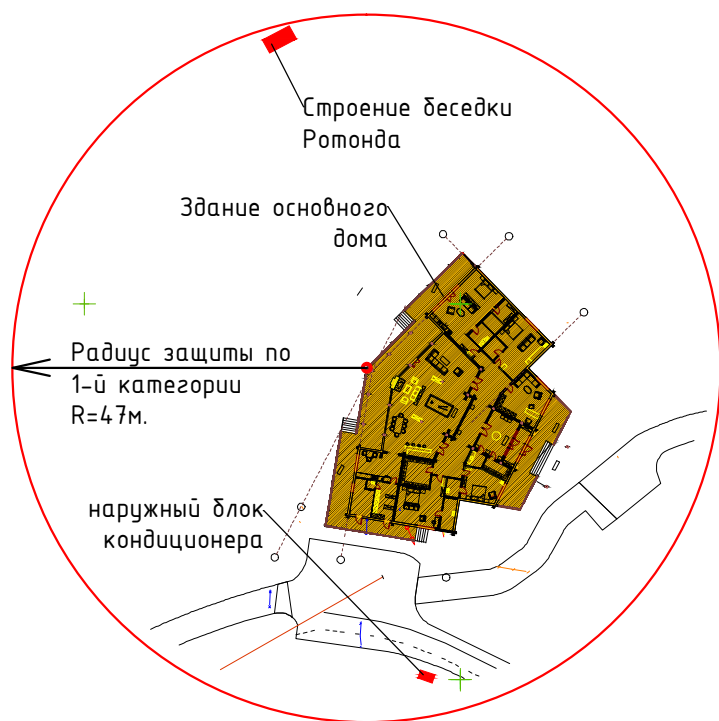 Строение беседки
Ротонда
Здание основного
дома
Радиус защиты по
1-й категории
R=47м.
наружный блок
кондиционера